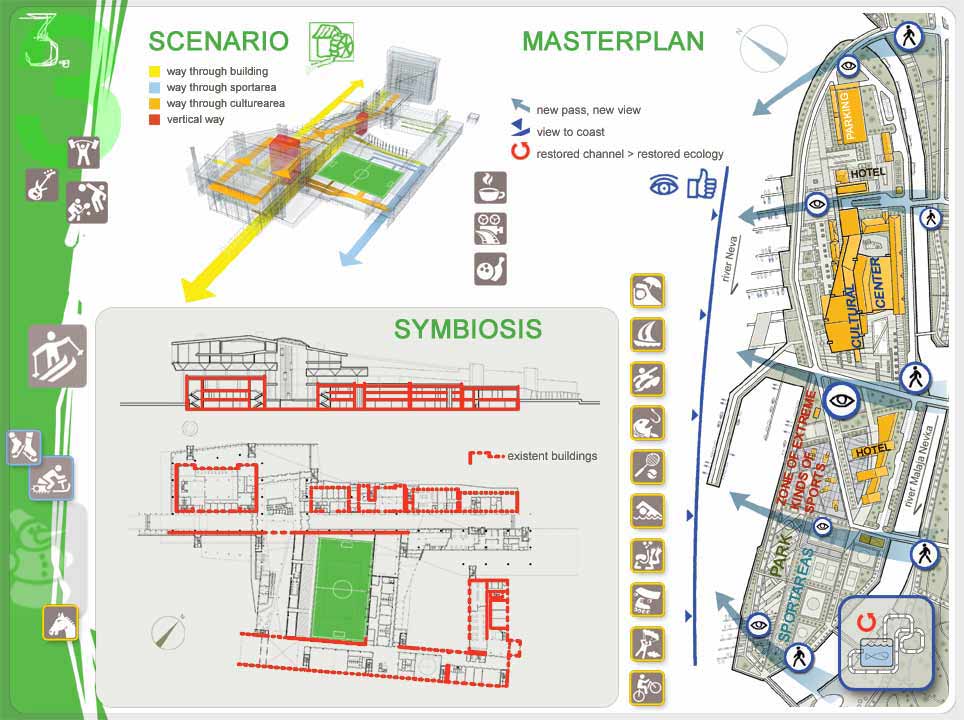 3.
SCENARIO
way through building
way through sportarea
way through culturearea
vertical way
MASTERPLAN
N
new pass, new view
view to coast
restored channel > restored ecology
PARKING
HOTEL
river Neva
CULTURAL
CENTER
ZONE OF EXTREME
KINDS OF
SPORTS
HOTEL
river Malaja Nevka
PARK
SPORTAREAS
SYMBIOSIS
existent buildings